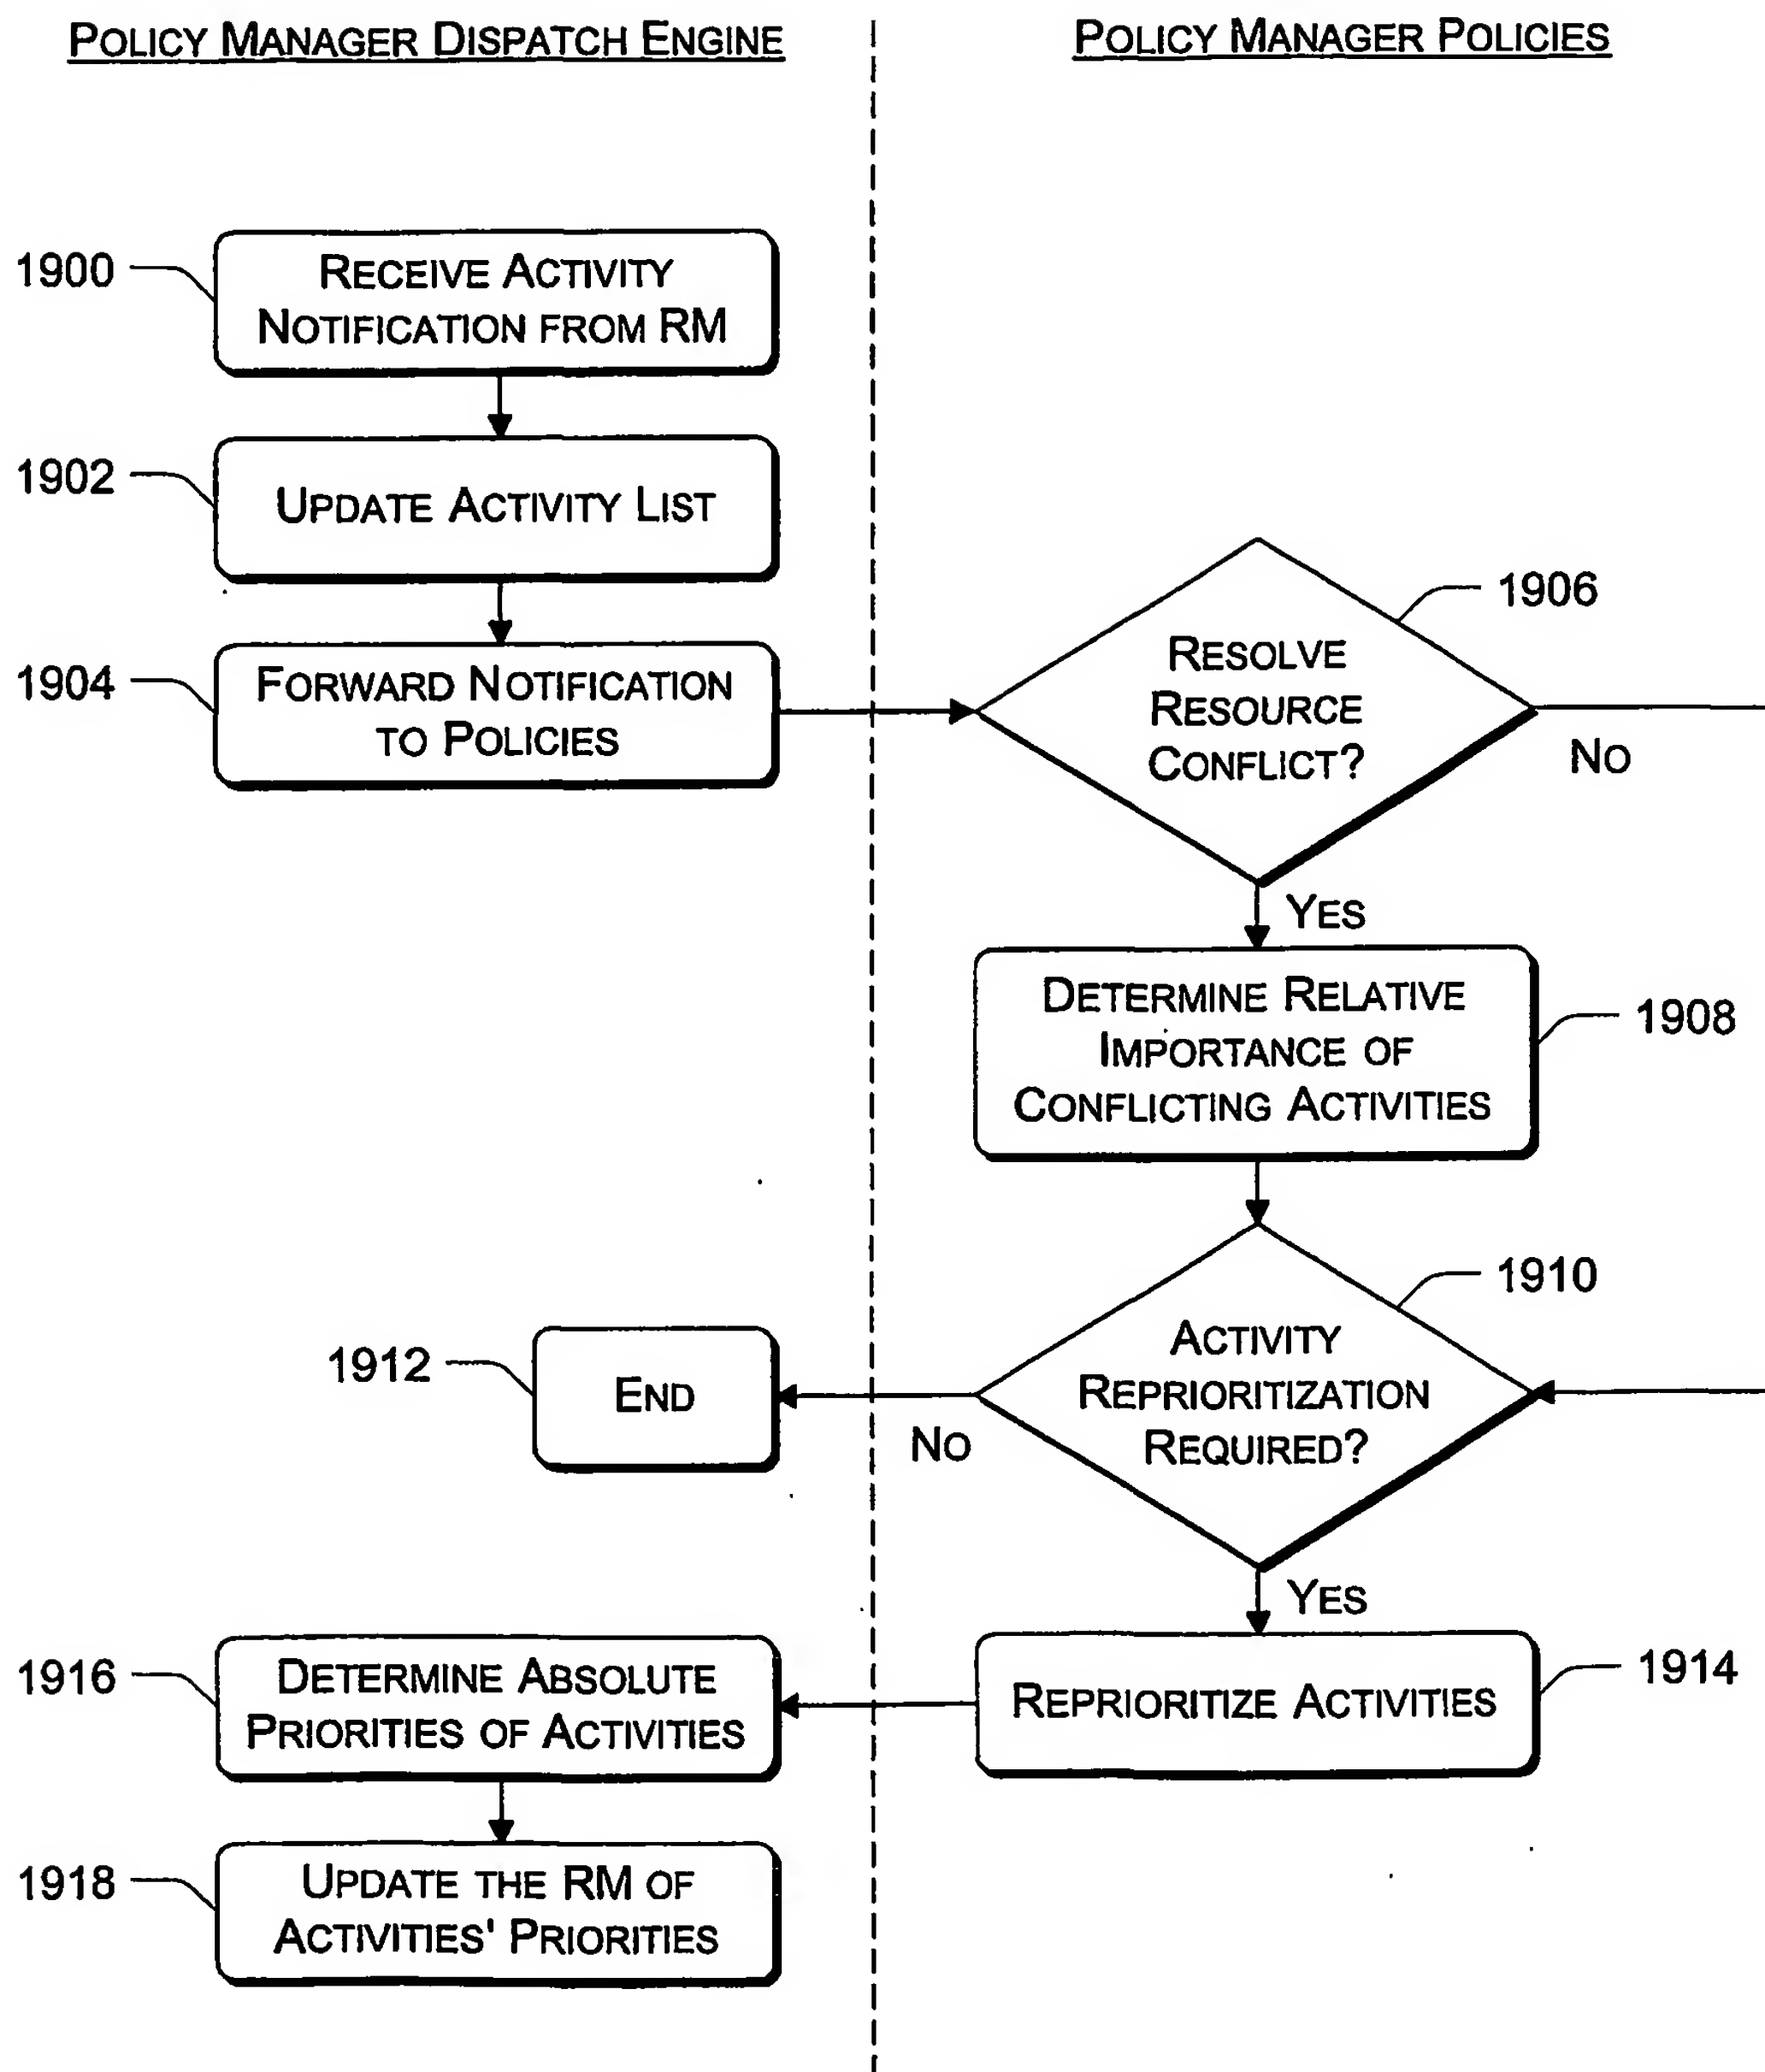 POLICY MANAGER DISPATCH ENGINE
POLICY MANAGER POLICIES
1900
RECEIVE ACTIVITY
NOTIFICATION FROM RM
1902
UPDATE ACTIVITY LIST
1904
FORWARD NOTIFICATION
TO POLICIES
1906
RESOLVE
RESOURCE
CONFLICT?
NO
YES
DETERMINE RELATIVE
IMPORTANCE OF
CONFLICTING ACTIVITIES
1908
1910
ACTIVITY
REPRIORITIZATION
REQUIRED?
1912
END
NO
YES
1914
REPRIORITIZE ACTIVITIES
1916
DETERMINE ABSOLUTE
PRIORITIES OF ACTIVITIES
1918
UPDATE THE RM OF
ACTIVITIES' PRIORITIES